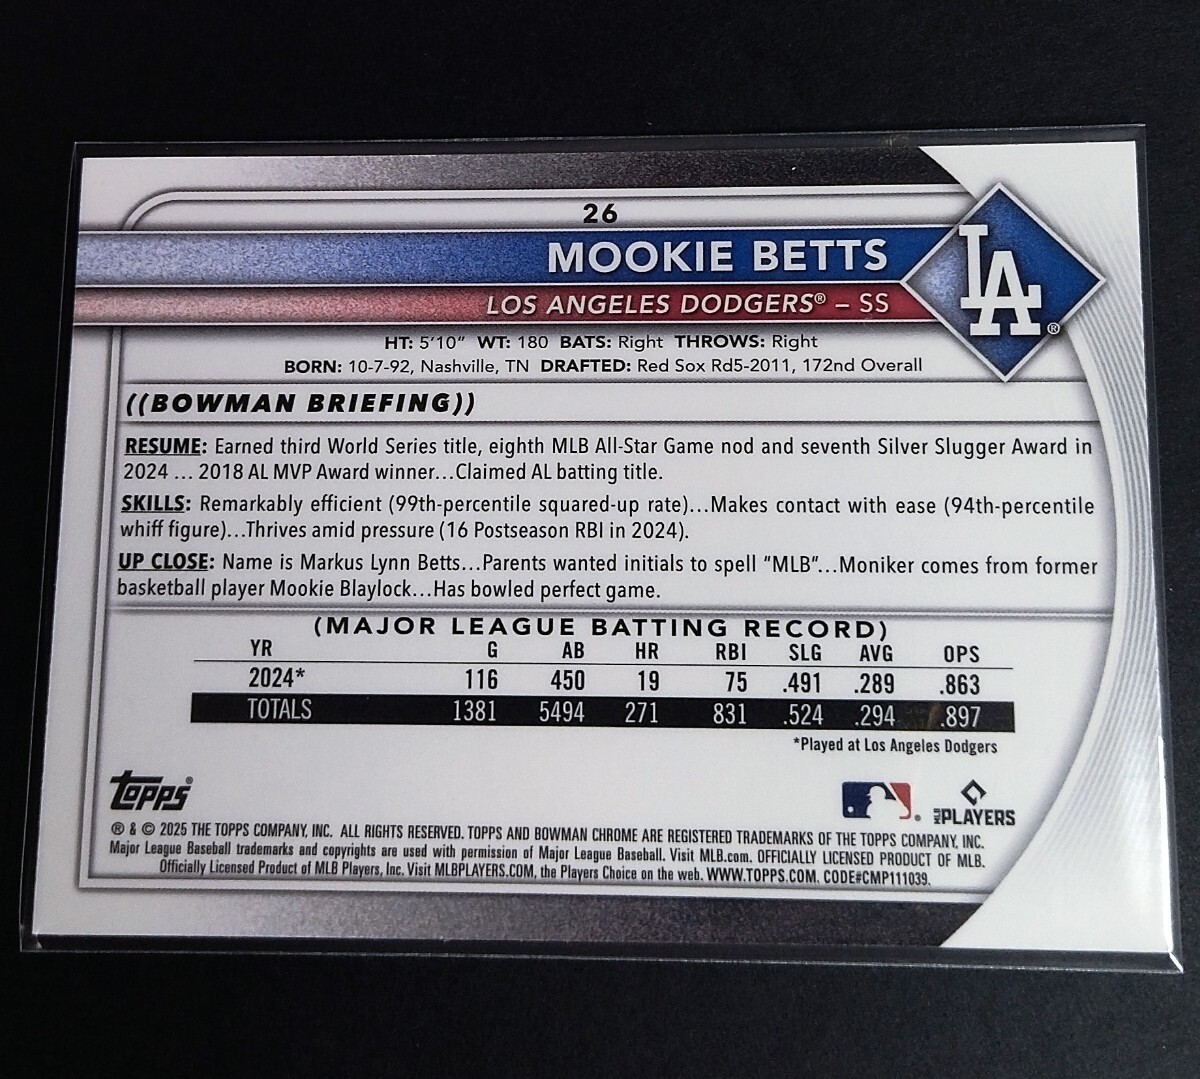 26
MOOKIE BETTS
LOS ANGELES DODGERS® – SS
LA®
HT: 5'10" WT: 180 BATS: Right THROWS: Right
BORN: 10-7-92, Nashville, TN DRAFTED: Red Sox Rd5-2011, 172nd Overall
((BOWMAN BRIEFING))
RESUME: Earned third World Series title, eighth MLB All-Star Game nod and seventh Silver Slugger Award in
2024 ... 2018 AL MVP Award winner...Claimed AL batting title.
SKILLS: Remarkably efficient (99th-percentile squared-up rate)...Makes contact with ease (94th-percentile
whiff figure)...Thrives amid pressure (16 Postseason RBI in 2024).
UP CLOSE: Name is Markus Lynn Betts...Parents wanted initials to spell "MLB"...Moniker comes from former
basketball player Mookie Blaylock...Has bowled perfect game.
(MAJOR LEAGUE BATTING RECORD)
YR G AB HR RBI SLG AVG OPS
2024* 116 450 19 75 .491 .289 .863
TOTALS 1381 5494 271 831 .524 .294 .897
*Played at Los Angeles Dodgers
Topps®
MLB PLAYERS
® & © 2025 THE TOPPS COMPANY, INC. ALL RIGHTS RESERVED. TOPPS AND BOWMAN CHROME ARE REGISTERED TRADEMARKS OF THE TOPPS COMPANY, INC.
Major League Baseball trademarks and copyrights are used with permission of Major League Baseball. Visit MLB.com. OFFICIALLY LICENSED PRODUCT OF MLB.
Officially Licensed Product of MLB Players, Inc. Visit MLBPLAYERS.COM, the Players Choice on the web. WWW.TOPPS.COM. CODE#CMP111039.